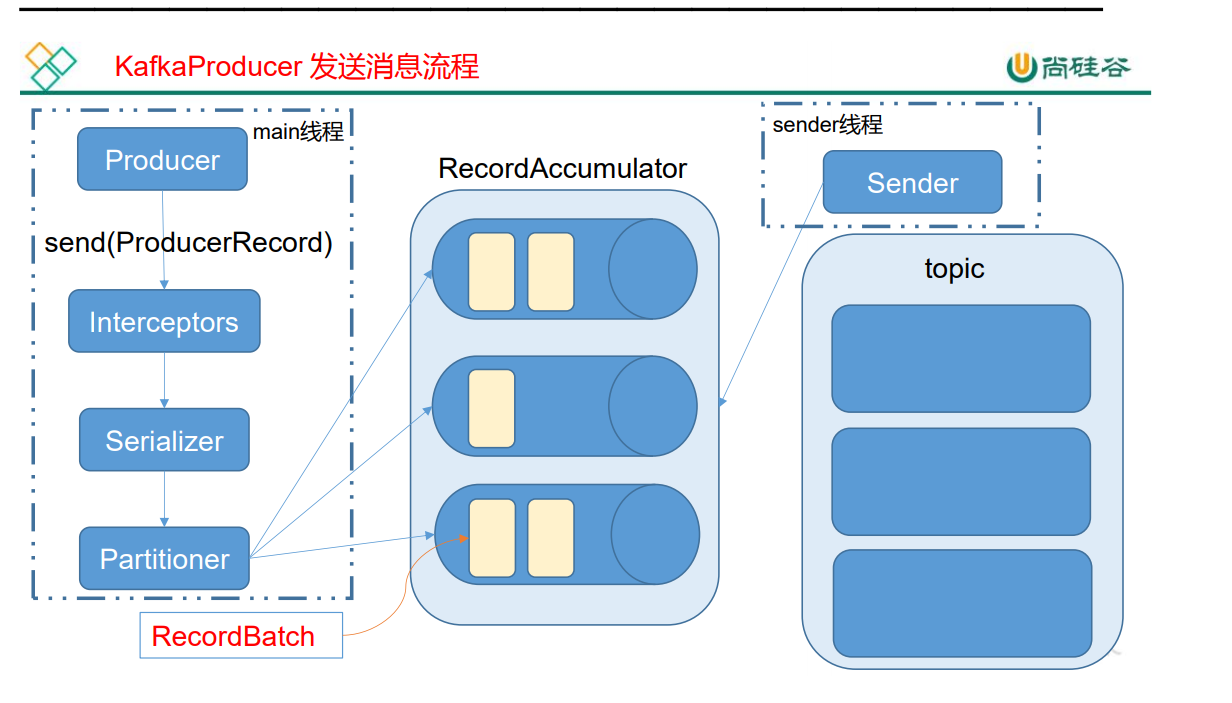 KafkaProducer 发送消息流程
尚硅谷
main线程
Producer
send(ProducerRecord)
Interceptors
Serializer
Partitioner
RecordBatch
RecordAccumulator
sender线程
Sender
topic